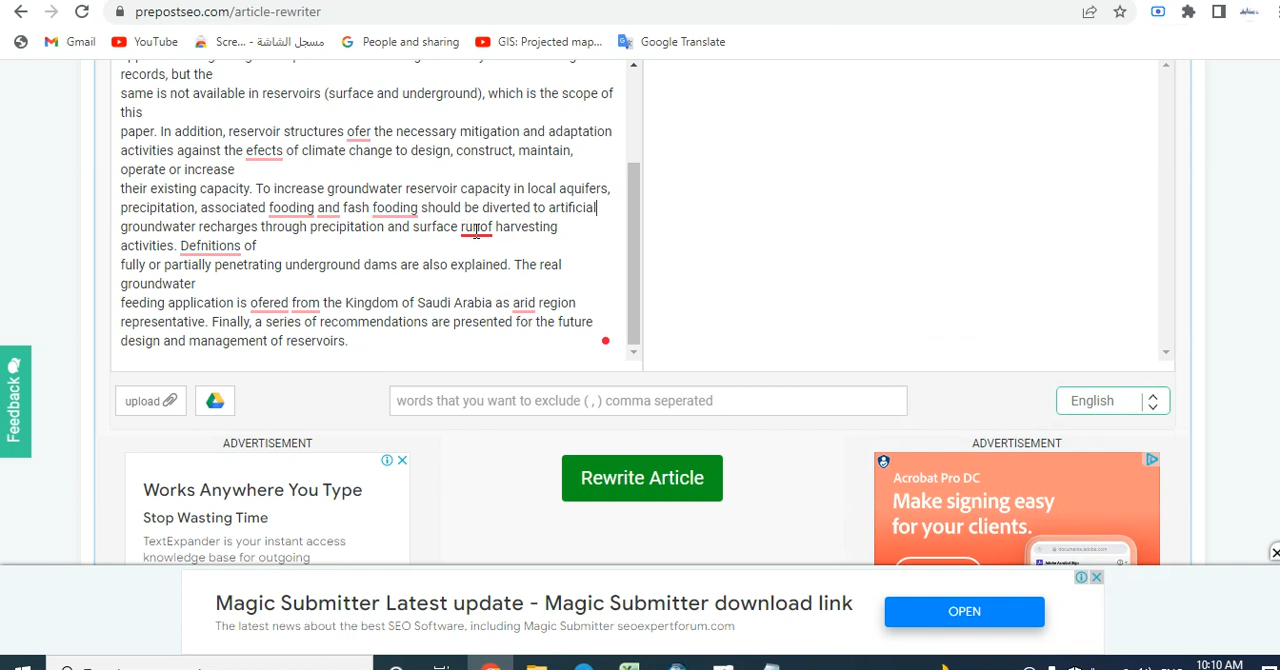 prepostseo.com/article-rewriter
Gmail
YouTube
Scre... - مسجل الشاشة
People and sharing
GIS: Projected map...
Google Translate
records, but the
same is not available in reservoirs (surface and underground), which is the scope of
this
paper. In addition, reservoir structures ofer the necessary mitigation and adaptation
activities against the efects of climate change to design, construct, maintain,
operate or increase
their existing capacity. To increase groundwater reservoir capacity in local aquifers,
precipitation, associated fooding and fash fooding should be diverted to artificial
groundwater recharges through precipitation and surface runof harvesting
activities. Defnitions of
fully or partially penetrating underground dams are also explained. The real
groundwater
feeding application is ofered from the Kingdom of Saudi Arabia as arid region
representative. Finally, a series of recommendations are presented for the future
design and management of reservoirs.
Feedback
upload
words that you want to exclude ( , ) comma seperated
English
ADVERTISEMENT
ADVERTISEMENT
Rewrite Article
Works Anywhere You Type
Stop Wasting Time
TextExpander is your instant access
knowledge base for outgoing
Acrobat Pro DC
Make signing easy
for your clients.
Magic Submitter Latest update - Magic Submitter download link
The latest news about the best SEO Software, including Magic Submitter seoexpertforum.com
OPEN
10:10 AM